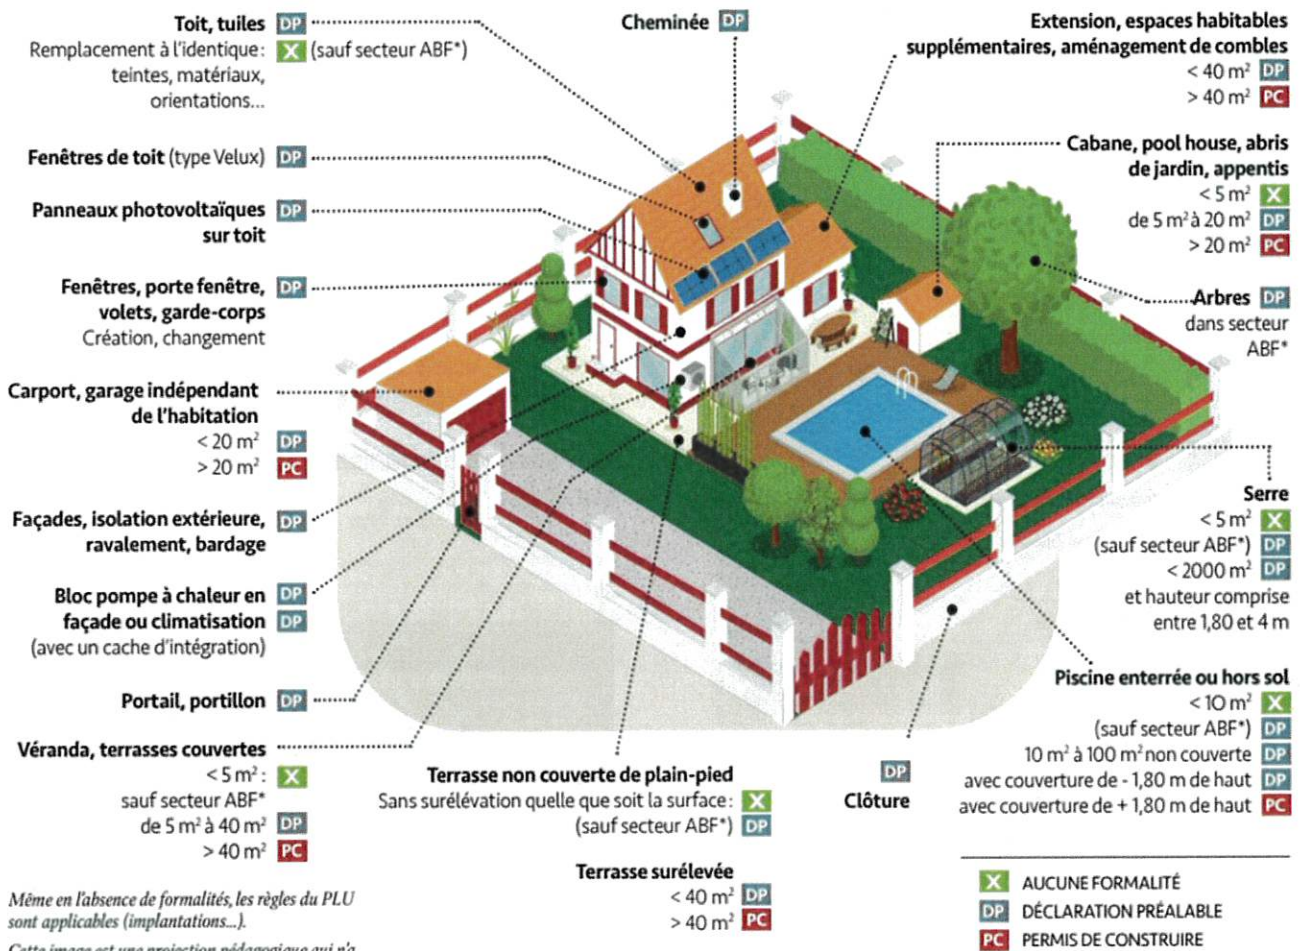 Toit, tuiles DP
Remplacement à l'identique : X (sauf secteur ABF*)
teintes, matériaux,
orientations...
Fenêtres de toit (type Velux) DP
Panneaux photovoltaïques DP
sur toit
Fenêtres, porte fenêtre, DP
volets, garde-corps
Création, changement
Carport, garage indépendant
de l'habitation
< 20 m² DP
> 20 m² PC
Façades, isolation extérieure, DP
ravalement, bardage
Bloc pompe à chaleur en DP
façade ou climatisation DP
(avec un cache d'intégration)
Portail, portillon DP
Véranda, terrasses couvertes
< 5 m² : X
sauf secteur ABF*
de 5 m² à 40 m² DP
> 40 m² PC
Même en l'absence de formalités, les règles du PLU
sont applicables (implantations...).
Cette image est une projection pédagogique qui n'a
Cheminée DP
Terrasse non couverte de plain-pied
Sans surélévation quelle que soit la surface : X
(sauf secteur ABF*) DP
Terrasse surélevée
< 40 m² DP
> 40 m² PC
DP
Clôture
Extension, espaces habitables
supplémentaires, aménagement de combles
< 40 m² DP
> 40 m² PC
Cabane, pool house, abris
de jardin, appentis
< 5 m² X
de 5 m² à 20 m² DP
> 20 m² PC
Arbres DP
dans secteur
ABF*
Serre
< 5 m² X
(sauf secteur ABF*) DP
< 2000 m² DP
et hauteur comprise
entre 1,80 et 4 m
Piscine enterrée ou hors sol
< 10 m² X
(sauf secteur ABF*) DP
10 m² à 100 m² non couverte DP
avec couverture de - 1,80 m de haut DP
avec couverture de + 1,80 m de haut PC
X AUCUNE FORMALITÉ
DP DÉCLARATION PRÉALABLE
PC PERMIS DE CONSTRUIRE